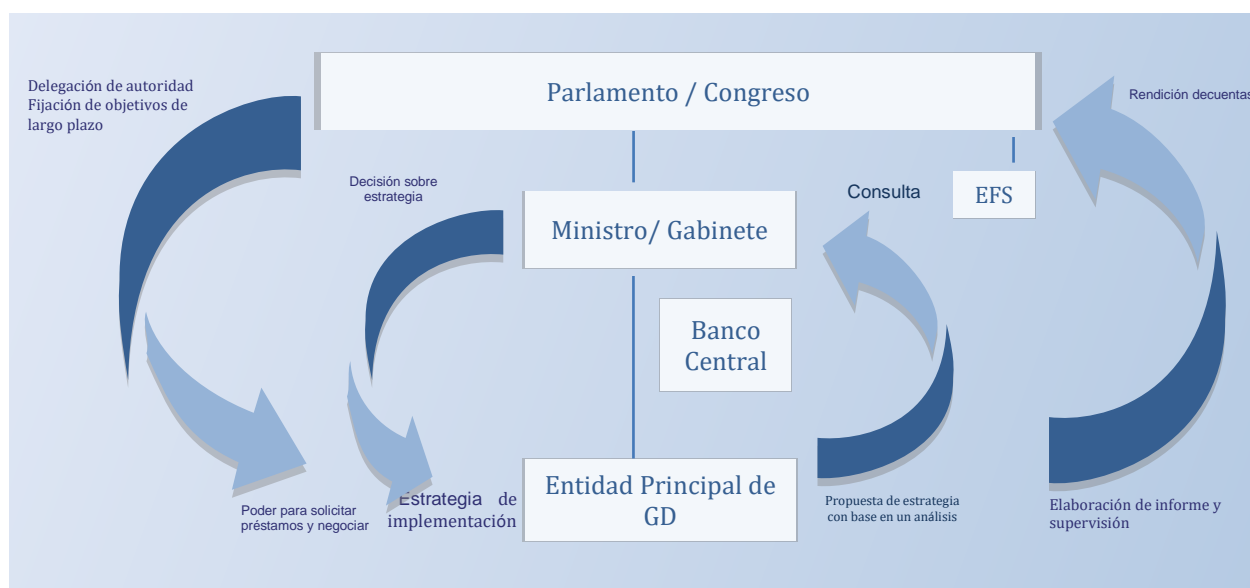 Parlamento / Congreso
Delegación de autoridad
Fijación de objetivos de
largo plazo
Rendición decuentas
Decisión sobre
estrategia
Ministro/ Gabinete
Consulta
EFS
Banco
Central
Entidad Principal de
GD
Poder para solicitar
préstamos y negociar
Estrategia de
implementación
Propuesta de estrategia
con base en un análisis
Elaboración de informe y
supervisión